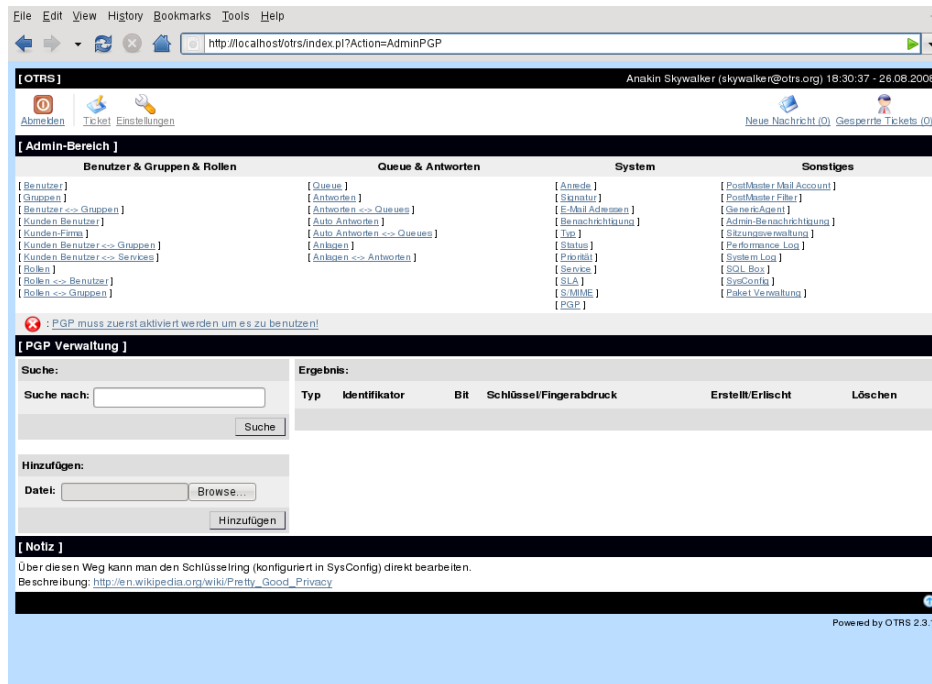 File Edit View History Bookmarks Tools Help
http://localhost/otrs/index.pl?Action=AdminPGP
[ OTRS ] Anakin Skywalker (skywalker@otrs.org) 18:30:37 - 26.08.2008
Abmelden Ticket Einstellungen Neue Nachricht (0) Gesperrte Tickets (0)
[ Admin-Bereich ]
Benutzer & Gruppen & Rollen Queue & Antworten System Sonstiges
[ Benutzer ] [ Queue ] [ Anrede ] [ PostMaster Mail Account ]
[ Gruppen ] [ Antworten ] [ Signatur ] [ PostMaster Filter ]
[ Benutzer <-> Gruppen ] [ Antworten <-> Queues ] [ E-Mail Adressen ] [ GenericAgent ]
[ Kunden Benutzer ] [ Auto Antworten ] [ Benachrichtigung ] [ Admin-Benachrichtigung ]
[ Kunden-Firma ] [ Auto Antworten <-> Queues ] [ Typ ] [ Sitzungsverwaltung ]
[ Kunden Benutzer <-> Gruppen ] [ Anlagen ] [ Status ] [ Performance Log ]
[ Kunden Benutzer <-> Services ] [ Anlagen <-> Antworten ] [ Priorität ] [ System Log ]
[ Rollen ] [ Service ] [ SQL Box ]
[ Rollen <-> Benutzer ] [ SLA ] [ SysConfig ]
[ Rollen <-> Gruppen ] [ S/MIME ] [ Paket Verwaltung ]
[ PGP ]
: PGP muss zuerst aktiviert werden um es zu benutzen!
[ PGP Verwaltung ]
Suche: Ergebnis:
Suche nach: Typ Identifikator Bit Schlüssel/Fingerabdruck Erstellt/Erlischt Löschen
Suche
Hinzufügen:
Datei: Browse...
Hinzufügen
[ Notiz ]
Über diesen Weg kann man den Schlüsselring (konfiguriert in SysConfig) direkt bearbeiten.
Beschreibung: http://en.wikipedia.org/wiki/Pretty_Good_Privacy
Powered by OTRS 2.3.